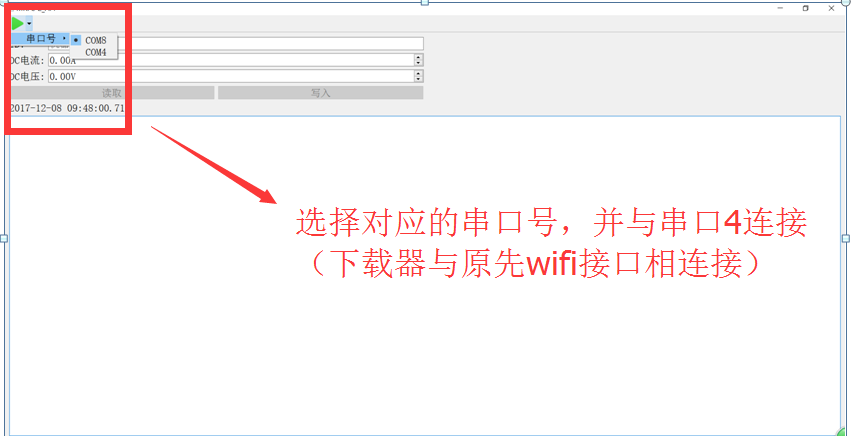 串口号
COM8
COM4
DC电流: 0.00A
DC电压: 0.00V
读取
写入
2017-12-08 09:48:00.71
选择对应的串口号，并与串口4连接
（下载器与原先wifi接口相连接）